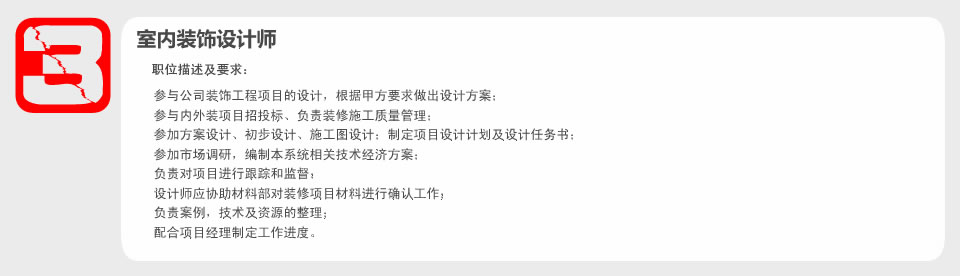 室内装饰设计师
职位描述及要求：
参与公司装饰工程项目的设计，根据甲方要求做出设计方案；
参与内外装项目招投标、负责装修施工质量管理；
参加方案设计、初步设计、施工图设计；制定项目设计计划及设计任务书；
参加市场调研，编制本系统相关技术经济方案；
负责对项目进行跟踪和监督；
设计师应协助材料部对装修项目材料进行确认工作；
负责案例，技术及资源的整理；
配合项目经理制定工作进度。